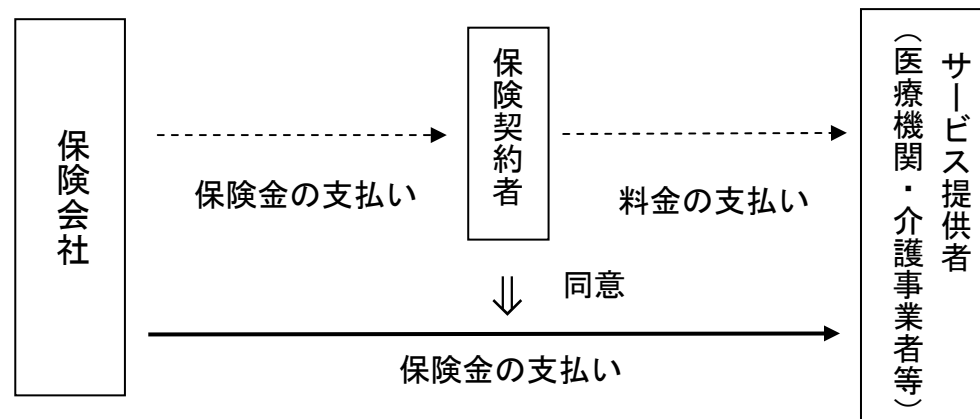 保険会社
保険金の支払い
保険契約者
料金の支払い
同意
保険金の支払い
サービス提供者
（医療機関・介護事業者等）